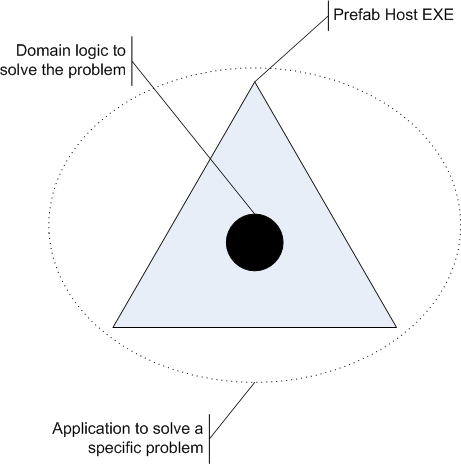 Prefab Host EXE
Domain logic to
solve the problem
Application to solve a
specific problem